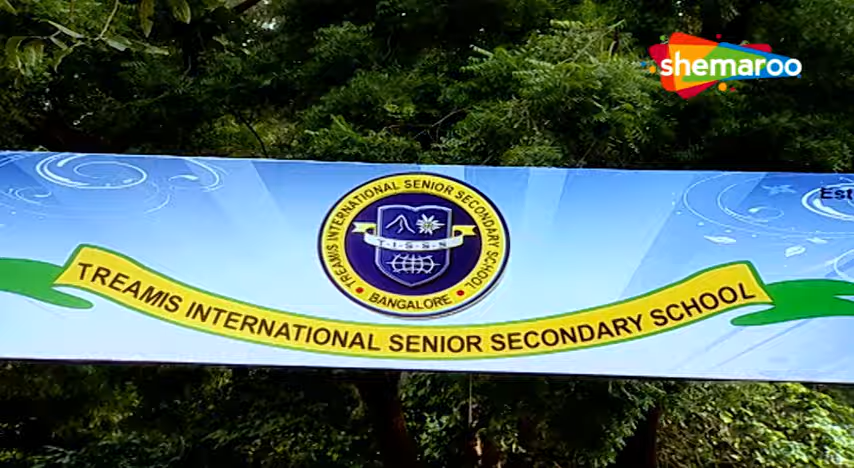 shemaroo
Est
TREAMIS INTERNATIONAL SENIOR SECONDARY SCHOOL
BANGALORE
TREAMIS INTERNATIONAL SENIOR SECONDARY SCHOOL